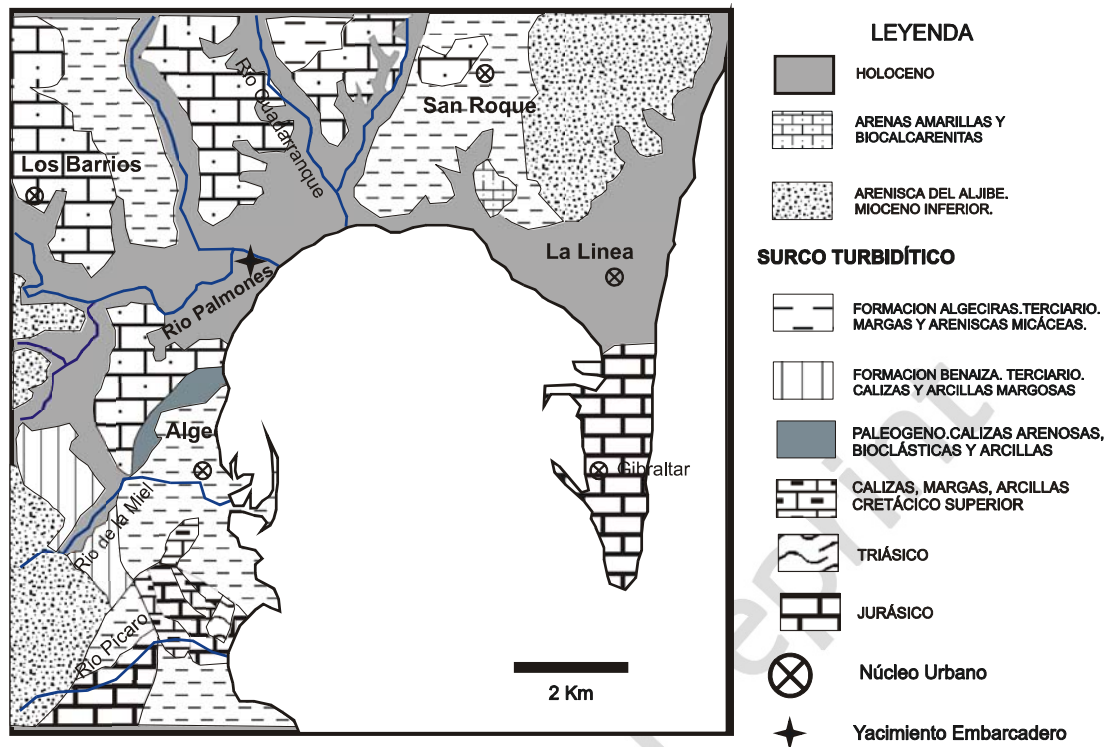 San Roque
Río Guadarranque
Los Barrios
La Linea
Rio Palmones
Alge
Gibraltar
Rio de la Miel
Rio Picaro
2 Km
LEYENDA
HOLOCENO
ARENAS AMARILLAS Y
BIOCALCARENITAS
ARENISCA DEL ALJIBE.
MIOCENO INFERIOR.
SURCO TURBIDÍTICO
FORMACION ALGECIRAS.TERCIARIO.
MARGAS Y ARENISCAS MICÁCEAS.
FORMACION BENAIZA. TERCIARIO.
CALIZAS Y ARCILLAS MARGOSAS
PALEOGENO.CALIZAS ARENOSAS,
BIOCLÁSTICAS Y ARCILLAS
CALIZAS, MARGAS, ARCILLAS
CRETÁCICO SUPERIOR
TRIÁSICO
JURÁSICO
Núcleo Urbano
Yacimiento Embarcadero